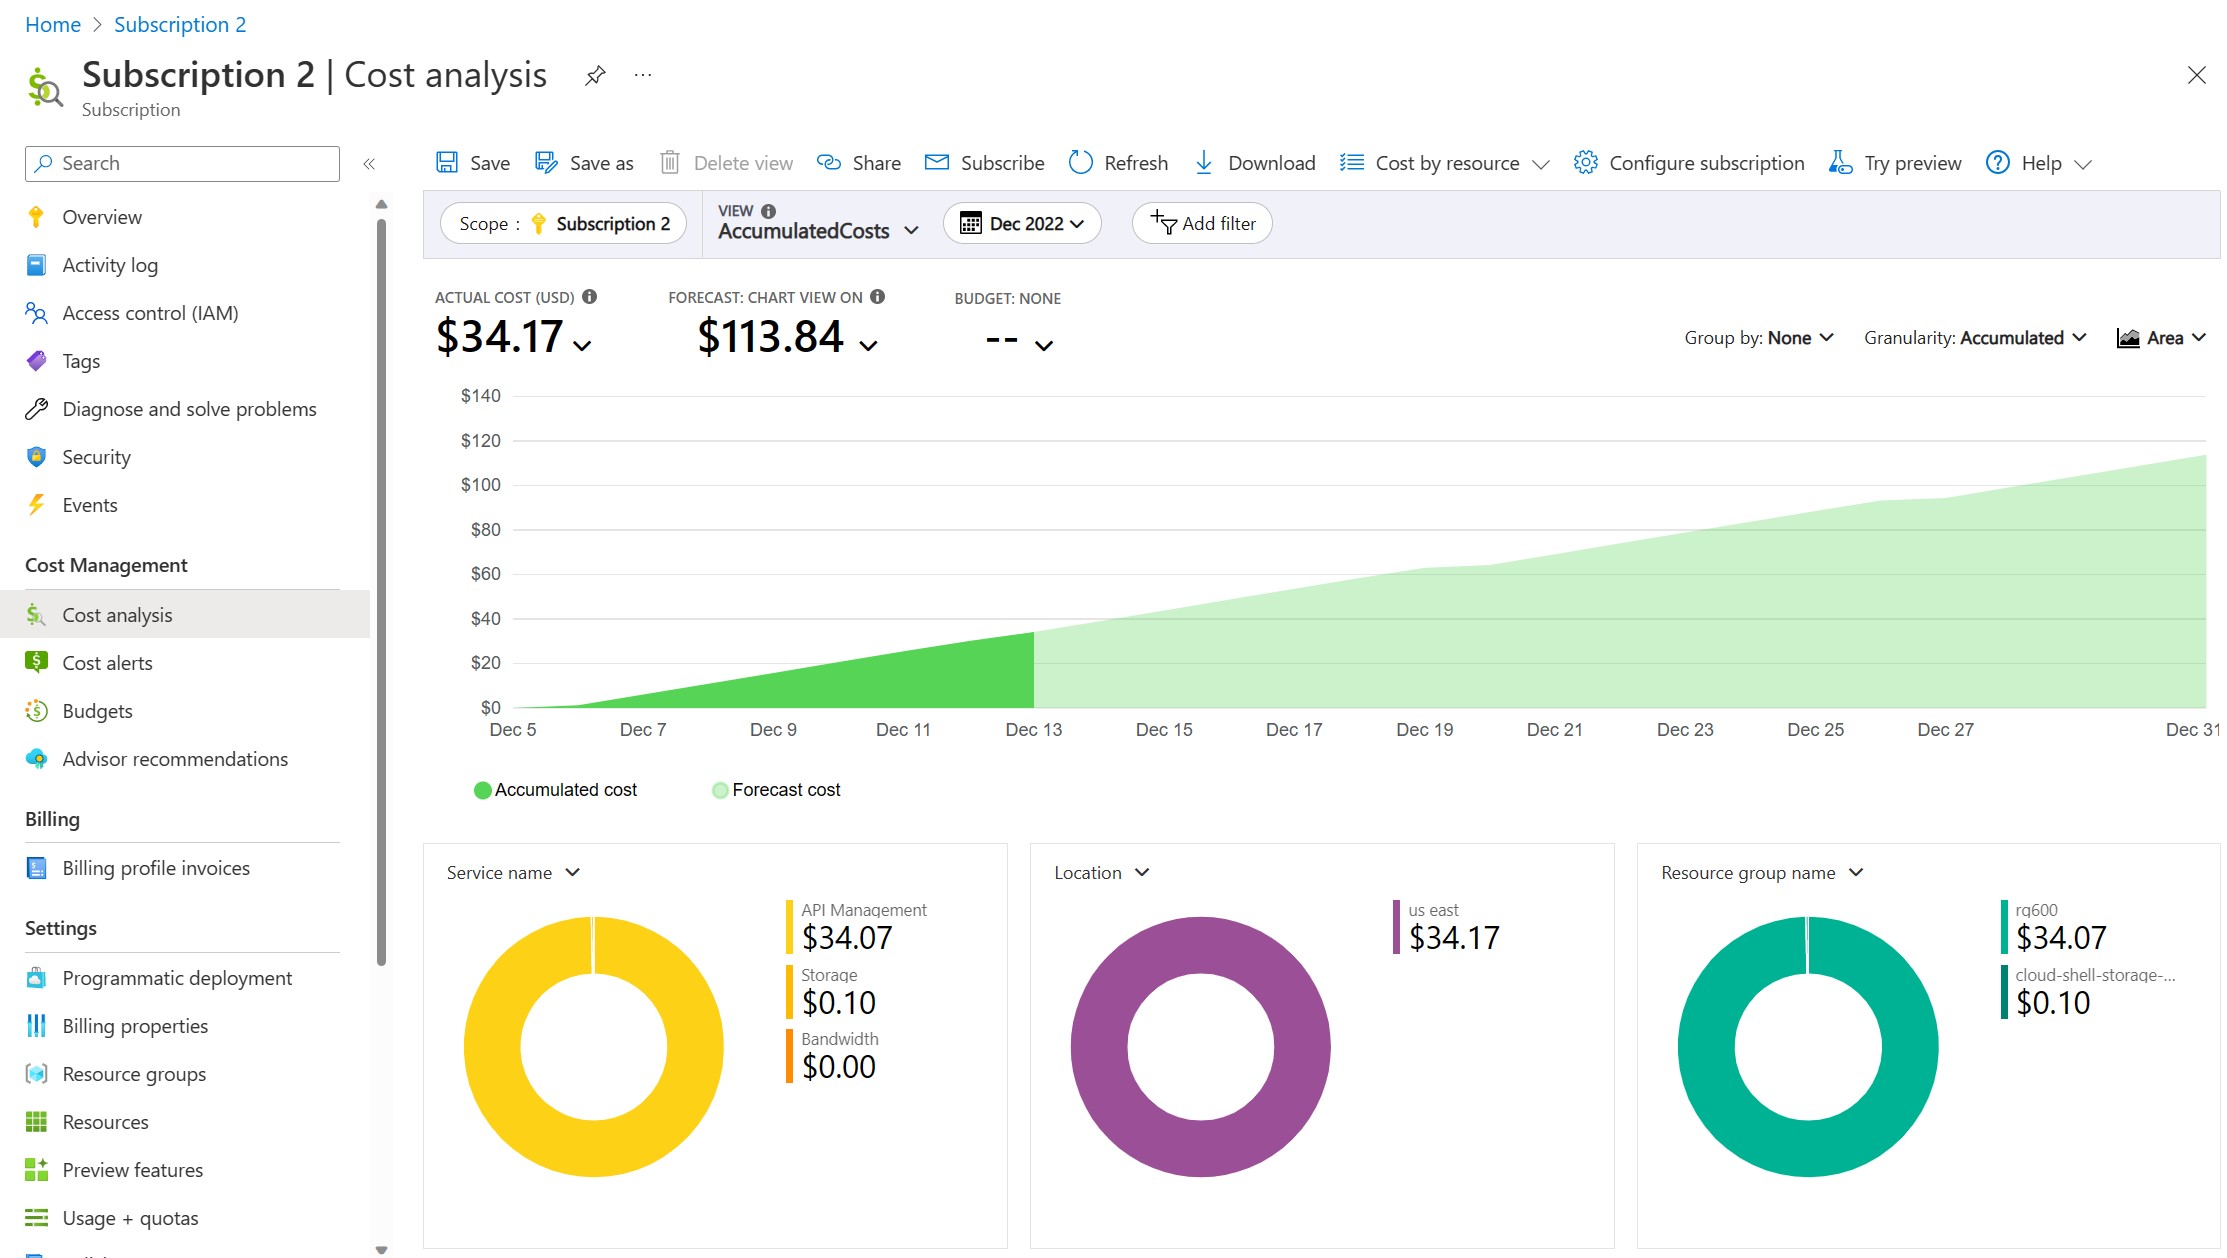 Home > Subscription 2
Subscription 2 | Cost analysis ...
Subscription
Search
«
Overview
Activity log
Access control (IAM)
Tags
Diagnose and solve problems
Security
Events
Cost Management
Cost analysis
Cost alerts
Budgets
Advisor recommendations
Billing
Billing profile invoices
Settings
Programmatic deployment
Billing properties
Resource groups
Resources
Preview features
Usage + quotas
Save Save as Delete view Share Subscribe Refresh Download Cost by resource Configure subscription Try preview Help
Scope : Subscription 2
VIEW
AccumulatedCosts
Dec 2022
Add filter
ACTUAL COST (USD)
$34.17
FORECAST: CHART VIEW ON
$113.84
BUDGET: NONE
--
Group by: None
Granularity: Accumulated
Area
$140
$120
$100
$80
$60
$40
$20
$0
Dec 5 Dec 7 Dec 9 Dec 11 Dec 13 Dec 15 Dec 17 Dec 19 Dec 21 Dec 23 Dec 25 Dec 27 Dec 31
Accumulated cost Forecast cost
Service name
API Management
$34.07
Storage
$0.10
Bandwidth
$0.00
Location
us east
$34.17
Resource group name
rg600
$34.07
cloud-shell-storage-...
$0.10